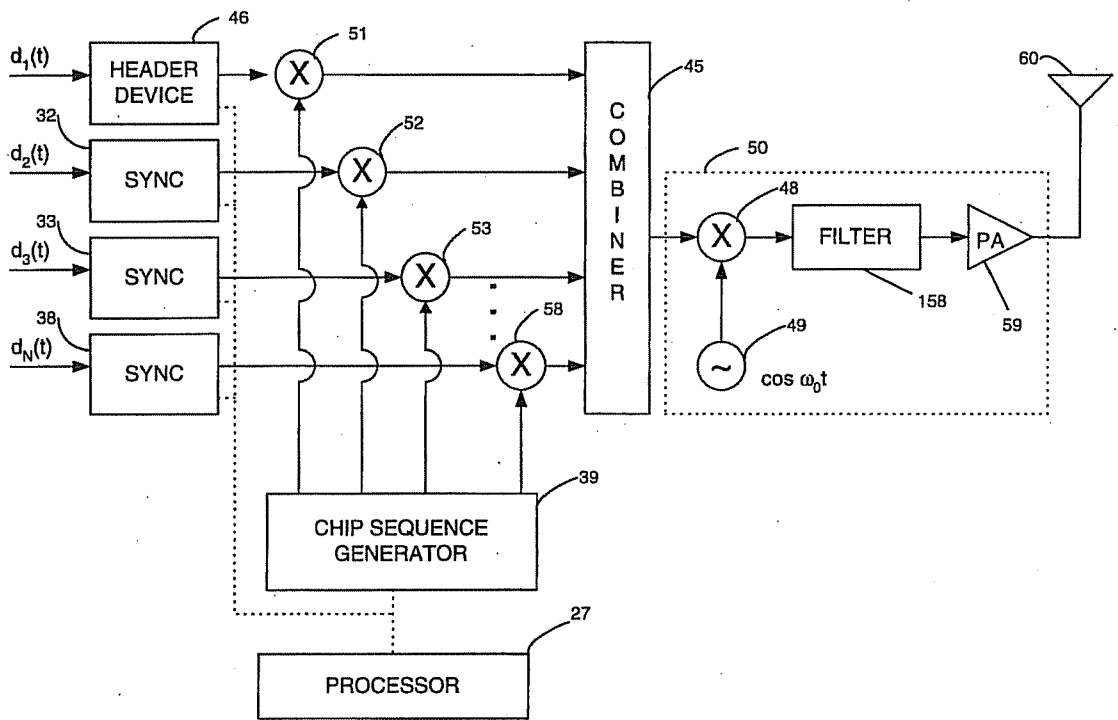 46
51
d1(t)
HEADER
DEVICE
X
45
60
32
52
d2(t)
SYNC
X
COMBINER
50
48
33
53
d3(t)
SYNC
X
X
FILTER
PA
158
59
38
58
dN(t)
SYNC
X
49
~
cos ω0t
39
CHIP SEQUENCE
GENERATOR
27
PROCESSOR